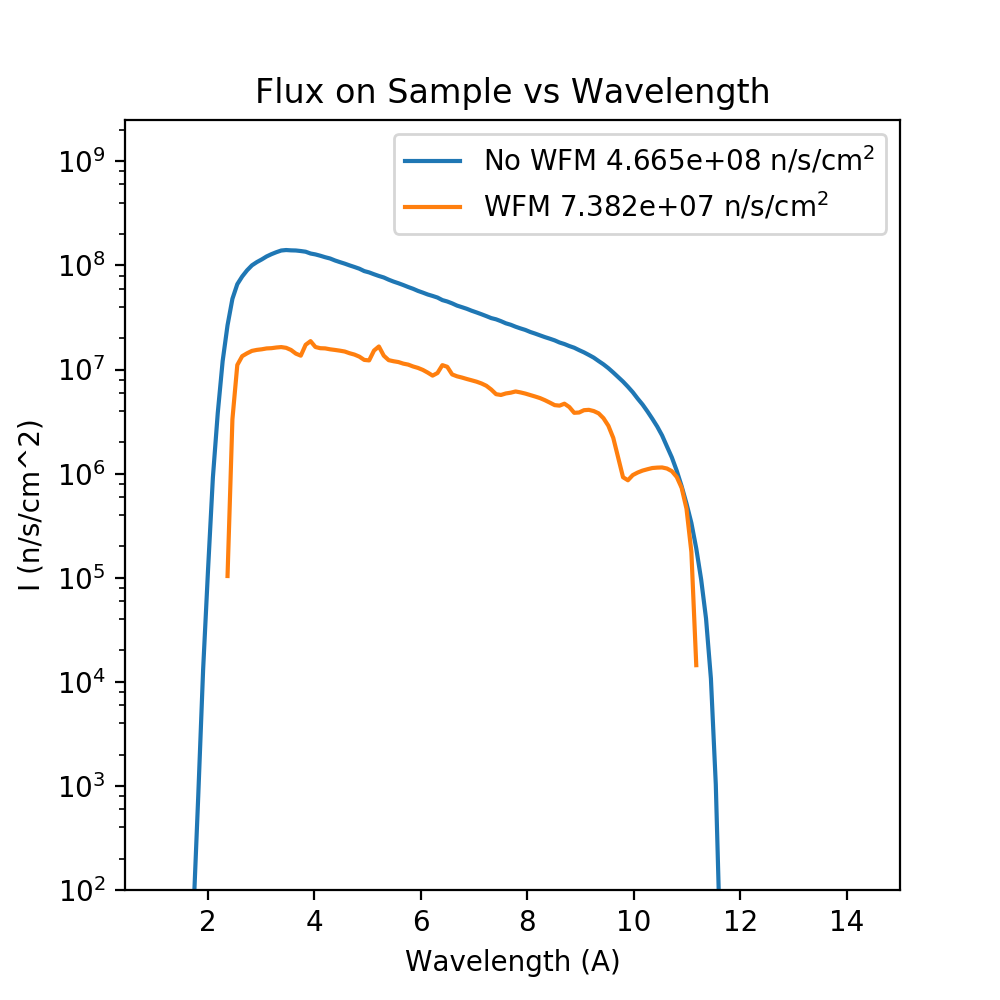 Flux on Sample vs Wavelength
No WFM 4.665e+08 n/s/cm²
WFM 7.382e+07 n/s/cm²
I (n/s/cm^2)
10⁹
10⁸
10⁷
10⁶
10⁵
10⁴
10³
10²
2 4 6 8 10 12 14
Wavelength (A)